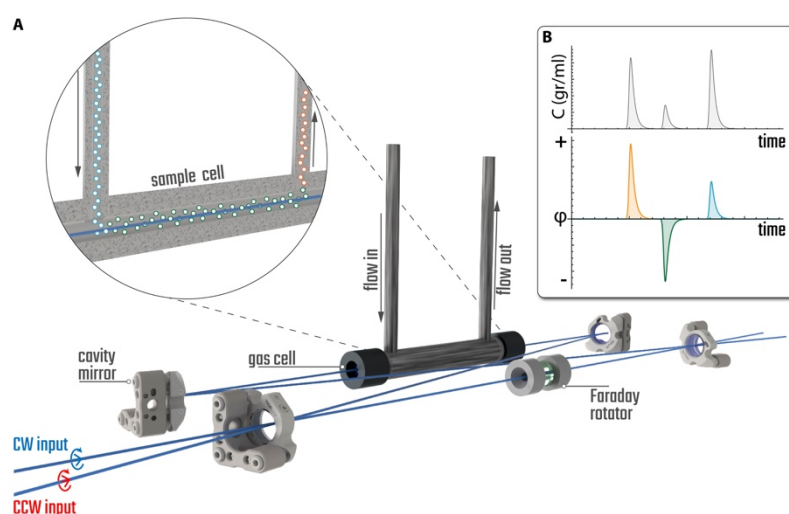 A
sample cell
flow in
flow out
gas cell
cavity
mirror
Faraday
rotator
CW input
CCW input
B
C (gr/ml)
time
+
φ
-
time